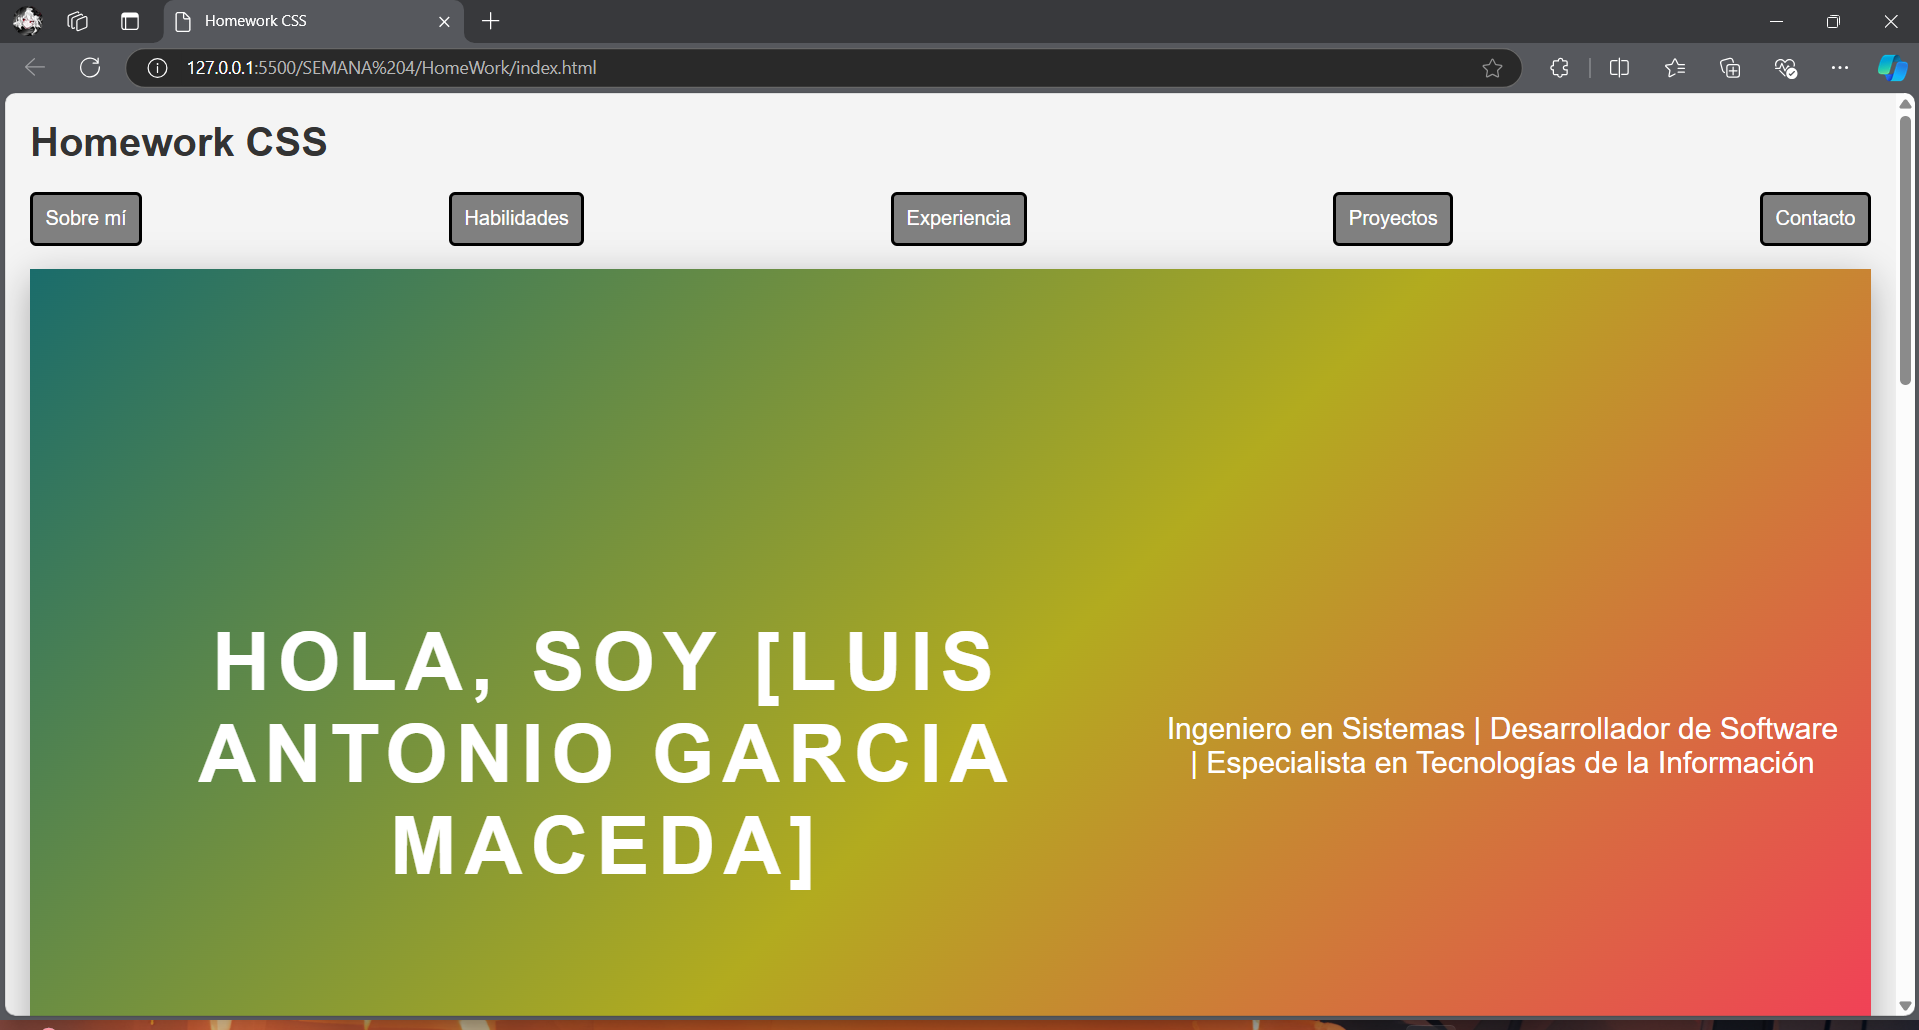 Homework CSS
127.0.0.1:5500/SEMANA%204/HomeWork/index.html
Homework CSS
Sobre mí
Habilidades
Experiencia
Proyectos
Contacto
HOLA, SOY [LUIS
ANTONIO GARCIA
MACEDA]
Ingeniero en Sistemas | Desarrollador de Software
| Especialista en Tecnologías de la Información